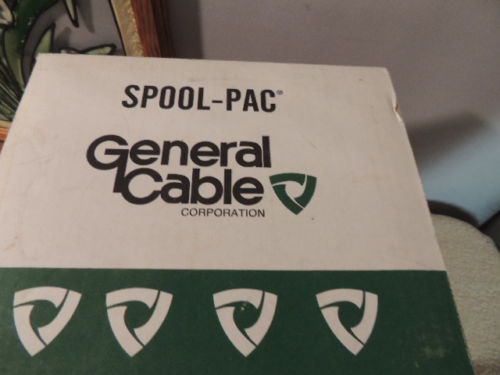 SPOOL-PAC®
General
Cable
CORPORATION